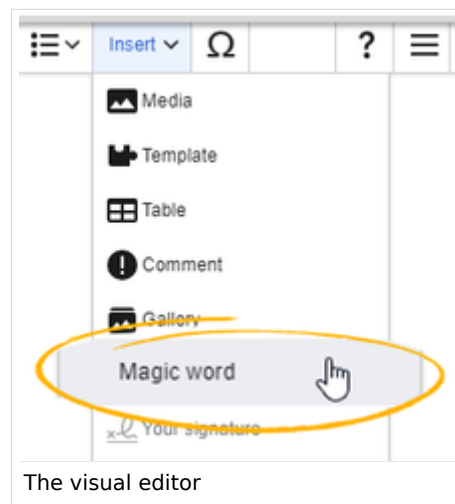 Insert Ω ?
Media
Template
Table
Comment
Gallery
Magic word
Your signature
The visual editor